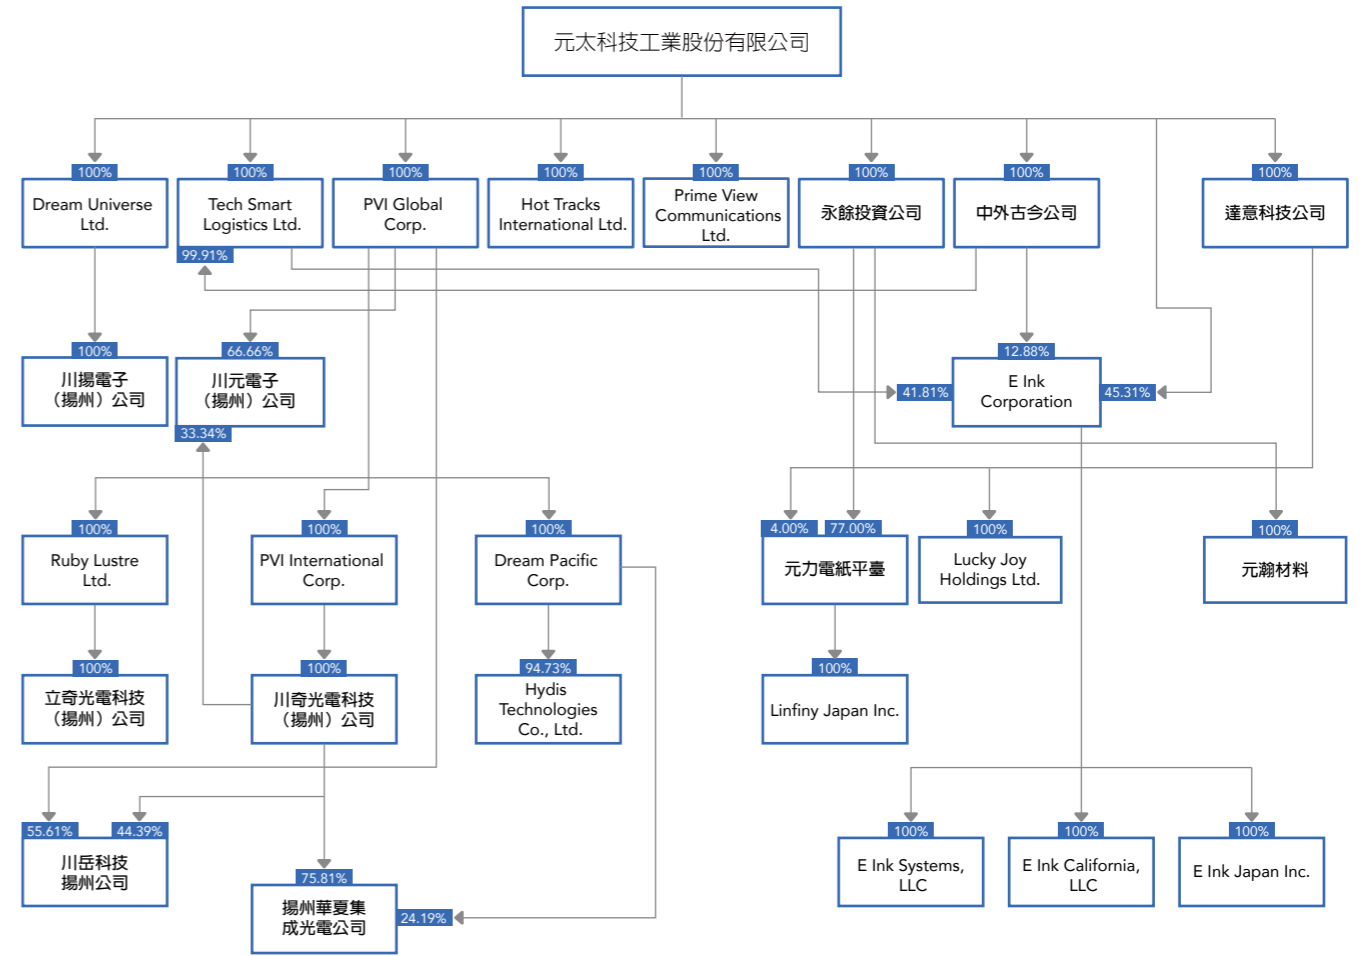 元太科技工業股份有限公司
100%
100%
100%
100%
100%
100%
100%
100%
Dream Universe
Ltd.
Tech Smart
Logistics Ltd.
PVI Global
Corp.
Hot Tracks
International Ltd.
Prime View
Communications
Ltd.
永餘投資公司
中外古今公司
達意科技公司
99.91%
100%
川揚電子
（揚州）公司
66.66%
川元電子
（揚州）公司
33.34%
12.88%
41.81%
E Ink
Corporation
45.31%
100%
Ruby Lustre
Ltd.
100%
PVI International
Corp.
100%
Dream Pacific
Corp.
4.00%
77.00%
元力電紙平臺
100%
Lucky Joy
Holdings Ltd.
100%
元瀚材料
100%
立奇光電科技
（揚州）公司
100%
川奇光電科技
（揚州）公司
94.73%
Hydis
Technologies
Co., Ltd.
100%
Linfiny Japan Inc.
55.61%
44.39%
川岳科技
揚州公司
75.81%
揚州華夏集
成光電公司
24.19%
100%
E Ink Systems,
LLC
100%
E Ink California,
LLC
100%
E Ink Japan Inc.